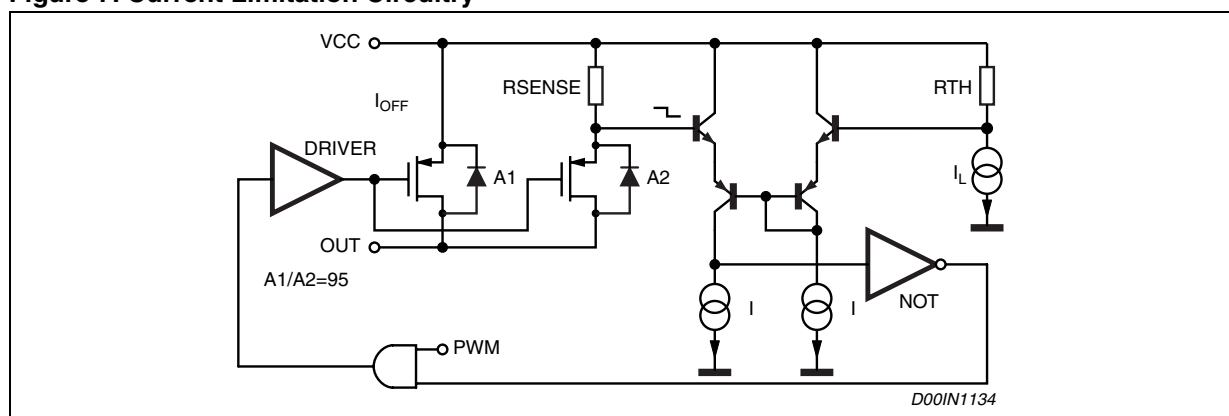 Figure 7. Current Limitation Circuitry
VCC
RSENSE
RTH
IOFF
DRIVER
A1
A2
IL
OUT
A1/A2=95
I
I
NOT
PWM
D00IN1134